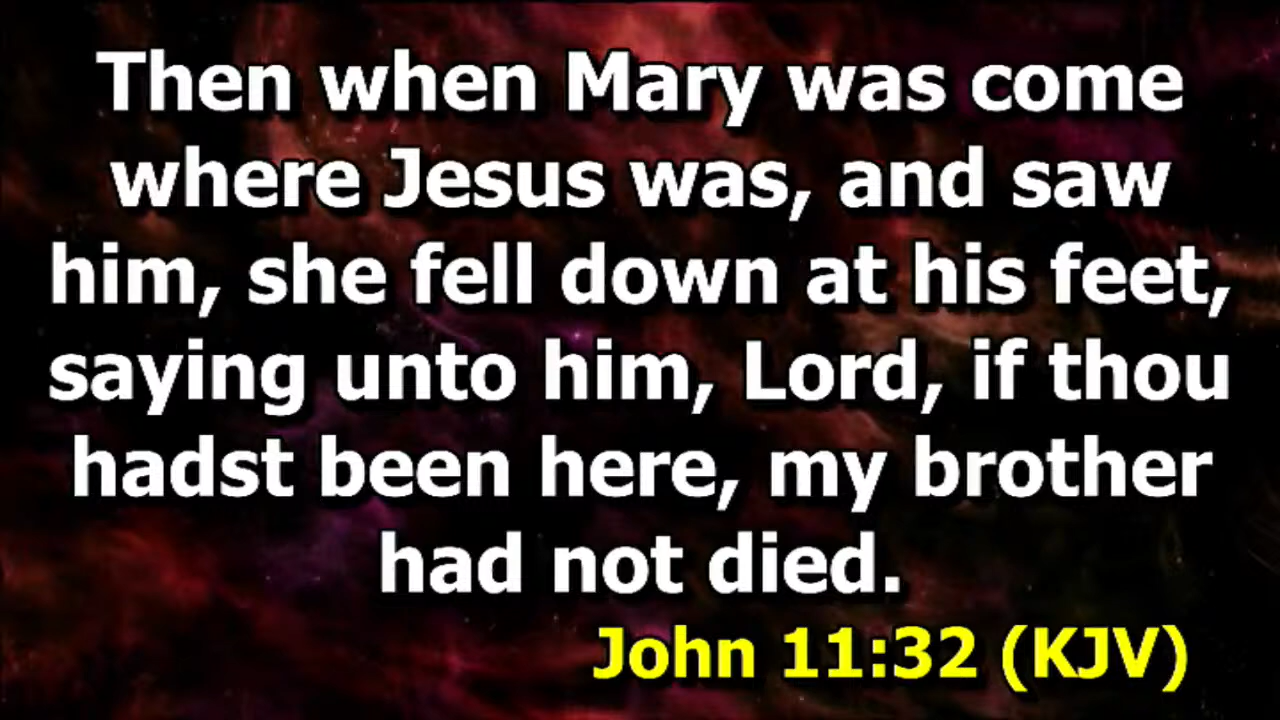 Then when Mary was come
where Jesus was, and saw
him, she fell down at his feet,
saying unto him, Lord, if thou
hadst been here, my brother
had not died.
John 11:32 (KJV)